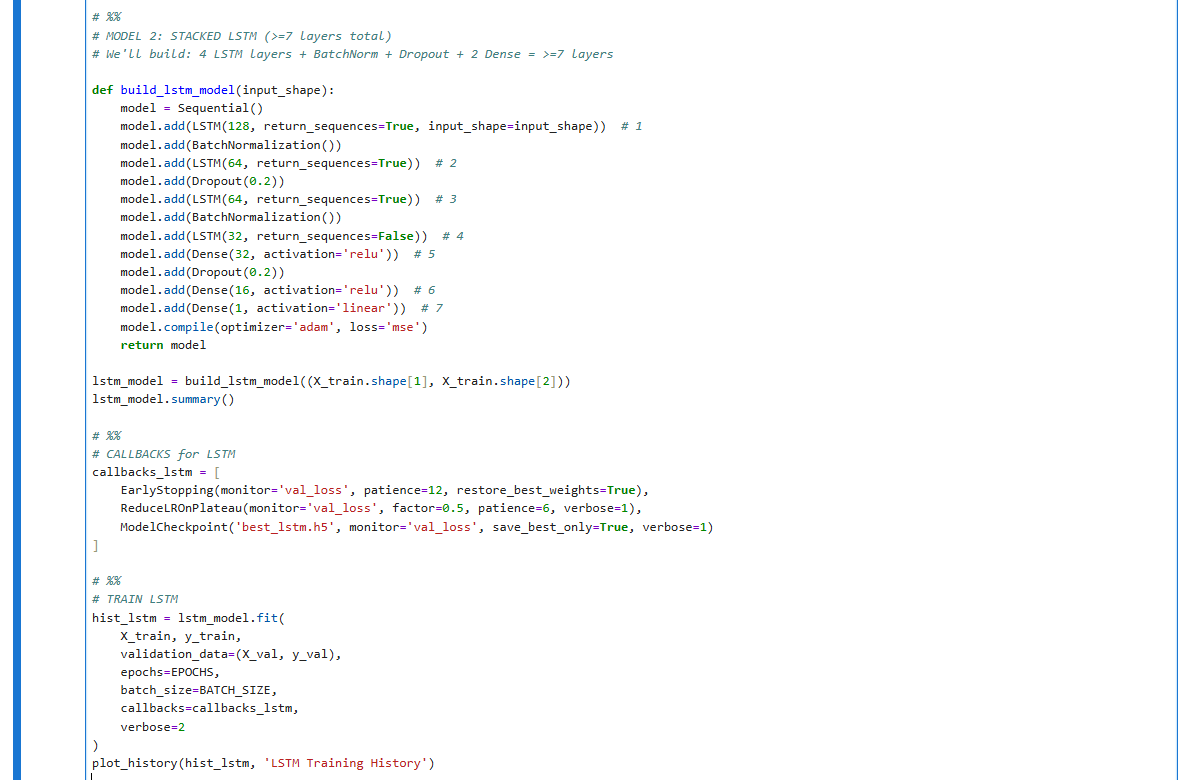 # %%
# MODEL 2: STACKED LSTM (>=7 layers total)
# We'll build: 4 LSTM layers + BatchNorm + Dropout + 2 Dense = >=7 layers

def build_lstm_model(input_shape):
    model = Sequential()
    model.add(LSTM(128, return_sequences=True, input_shape=input_shape))  # 1
    model.add(BatchNormalization())
    model.add(LSTM(64, return_sequences=True))  # 2
    model.add(Dropout(0.2))
    model.add(LSTM(64, return_sequences=True))  # 3
    model.add(BatchNormalization())
    model.add(LSTM(32, return_sequences=False))  # 4
    model.add(Dense(32, activation='relu'))  # 5
    model.add(Dropout(0.2))
    model.add(Dense(16, activation='relu'))  # 6
    model.add(Dense(1, activation='linear'))  # 7
    model.compile(optimizer='adam', loss='mse')
    return model

lstm_model = build_lstm_model((X_train.shape[1], X_train.shape[2]))
lstm_model.summary()

# %%
# CALLBACKS for LSTM
callbacks_lstm = [
    EarlyStopping(monitor='val_loss', patience=12, restore_best_weights=True),
    ReduceLROnPlateau(monitor='val_loss', factor=0.5, patience=6, verbose=1),
    ModelCheckpoint('best_lstm.h5', monitor='val_loss', save_best_only=True, verbose=1)
]

# %%
# TRAIN LSTM
hist_lstm = lstm_model.fit(
    X_train, y_train,
    validation_data=(X_val, y_val),
    epochs=EPOCHS,
    batch_size=BATCH_SIZE,
    callbacks=callbacks_lstm,
    verbose=2
)
plot_history(hist_lstm, 'LSTM Training History')